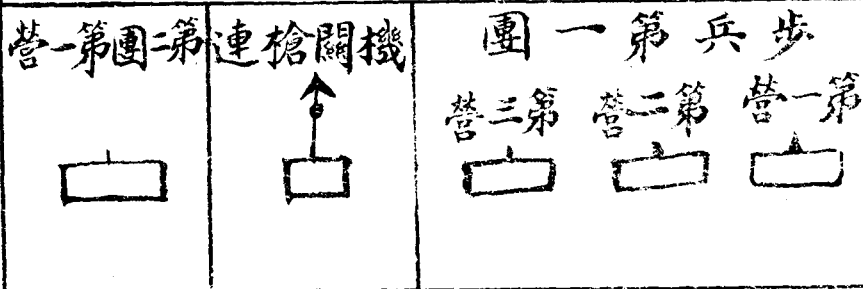 步兵第一團
第一營
第二營
第三營
機關槍連
第二團第一營